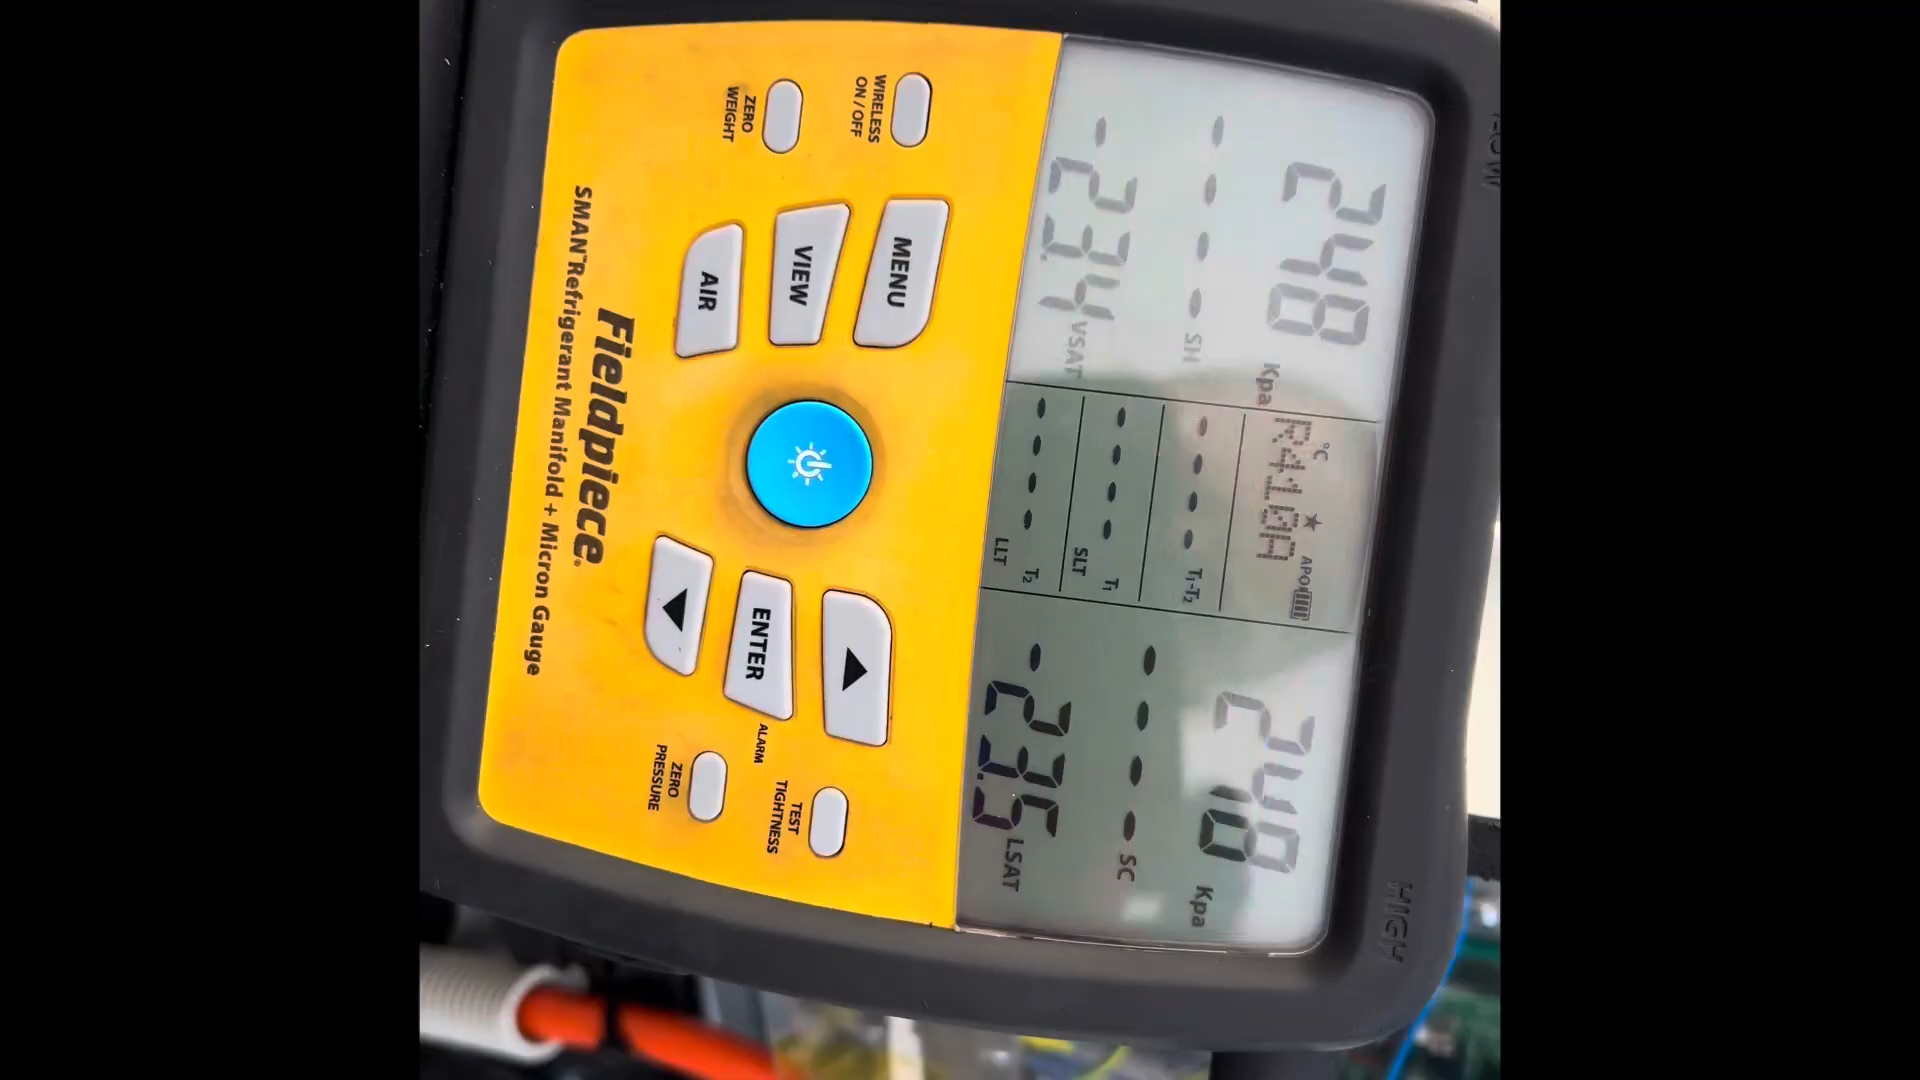 LOW
HIGH
248 Kpa
°C ★ APO
R410A
248 Kpa
---- SH
---- T1-T2
---- SC
---- T1
SLT
-23.4 VSAT
---- T2
LLT
-23.5 LSAT
WIRELESS
ON / OFF
MENU
TEST
TIGHTNESS
ZERO
WEIGHT
VIEW
ENTER
ALARM
AIR
ZERO
PRESSURE
Fieldpiece®
SMAN™ Refrigerant Manifold + Micron Gauge